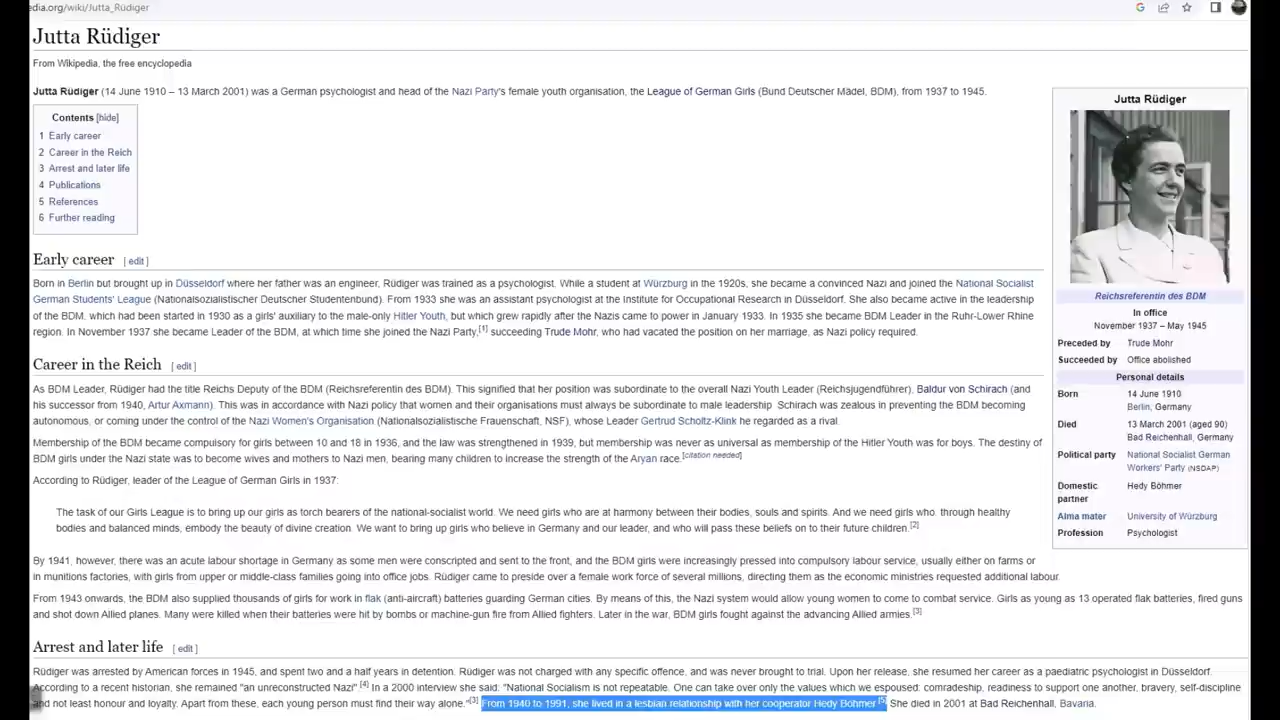 edia.org/wiki/Jutta_Rüdiger
Jutta Rüdiger
From Wikipedia, the free encyclopedia
Jutta Rüdiger (14 June 1910 – 13 March 2001) was a German psychologist and head of the Nazi Party's female youth organisation, the League of German Girls (Bund Deutscher Mädel, BDM), from 1937 to 1945.
Contents [hide]
1 Early career
2 Career in the Reich
3 Arrest and later life
4 Publications
5 References
6 Further reading
Jutta Rüdiger
Reichsreferentin des BDM
In office
November 1937 – May 1945
Preceded by Trude Mohr
Succeeded by Office abolished
Personal details
Born 14 June 1910
Berlin, Germany
Died 13 March 2001 (aged 90)
Bad Reichenhall, Germany
Political party National Socialist German
Workers' Party (NSDAP)
Domestic Hedy Böhmer
partner
Alma mater University of Würzburg
Profession Psychologist
Early career [ edit ]
Born in Berlin but brought up in Düsseldorf where her father was an engineer, Rüdiger was trained as a psychologist. While a student at Würzburg in the 1920s, she became a convinced Nazi and joined the National Socialist
German Students' League (Nationalsozialistischer Deutscher Studentenbund). From 1933 she was an assistant psychologist at the Institute for Occupational Research in Düsseldorf. She also became active in the leadership
of the BDM, which had been started in 1930 as a girls' auxiliary to the male-only Hitler Youth, but which grew rapidly after the Nazis came to power in January 1933. In 1935 she became BDM Leader in the Ruhr-Lower Rhine
region. In November 1937 she became Leader of the BDM, at which time she joined the Nazi Party,[1] succeeding Trude Mohr, who had vacated the position on her marriage, as Nazi policy required.
Career in the Reich [ edit ]
As BDM Leader, Rüdiger had the title Reichs Deputy of the BDM (Reichsreferentin des BDM). This signified that her position was subordinate to the overall Nazi Youth Leader (Reichsjugendführer), Baldur von Schirach (and
his successor from 1940, Artur Axmann). This was in accordance with Nazi policy that women and their organisations must always be subordinate to male leadership Schirach was zealous in preventing the BDM becoming
autonomous, or coming under the control of the Nazi Women's Organisation (Nationalsozialistische Frauenschaft, NSF), whose Leader Gertrud Scholtz-Klink he regarded as a rival.
Membership of the BDM became compulsory for girls between 10 and 18 in 1936, and the law was strengthened in 1939, but membership was never as universal as membership of the Hitler Youth was for boys. The destiny of
BDM girls under the Nazi state was to become wives and mothers to Nazi men, bearing many children to increase the strength of the Aryan race.[citation needed]
According to Rüdiger, leader of the League of German Girls in 1937:
The task of our Girls League is to bring up our girls as torch bearers of the national-socialist world. We need girls who are at harmony between their bodies, souls and spirits. And we need girls who, through healthy
bodies and balanced minds, embody the beauty of divine creation. We want to bring up girls who believe in Germany and our leader, and who will pass these beliefs on to their future children.[2]
By 1941, however, there was an acute labour shortage in Germany as some men were conscripted and sent to the front, and the BDM girls were increasingly pressed into compulsory labour service, usually either on farms or
in munitions factories, with girls from upper or middle-class families going into office jobs. Rüdiger came to preside over a female work force of several millions, directing them as the economic ministries requested additional labour.
From 1943 onwards, the BDM also supplied thousands of girls for work in flak (anti-aircraft) batteries guarding German cities. By means of this, the Nazi system would allow young women to come to combat service. Girls as young as 13 operated flak batteries, fired guns
and shot down Allied planes. Many were killed when their batteries were hit by bombs or machine-gun fire from Allied fighters. Later in the war, BDM girls fought against the advancing Allied armies.[3]
Arrest and later life [ edit ]
Rüdiger was arrested by American forces in 1945, and spent two and a half years in detention. Rüdiger was not charged with any specific offence, and was never brought to trial. Upon her release, she resumed her career as a paediatric psychologist in Düsseldorf.
According to a recent historian, she remained "an unreconstructed Nazi".[4] In a 2000 interview she said: "National Socialism is not repeatable. One can take over only the values which we espoused: comradeship, readiness to support one another, bravery, self-discipline
and not least honour and loyalty. Apart from these, each young person must find their way alone."[3] From 1940 to 1991, she lived in a lesbian relationship with her cooperator Hedy Böhmer.[5] She died in 2001 at Bad Reichenhall, Bavaria.